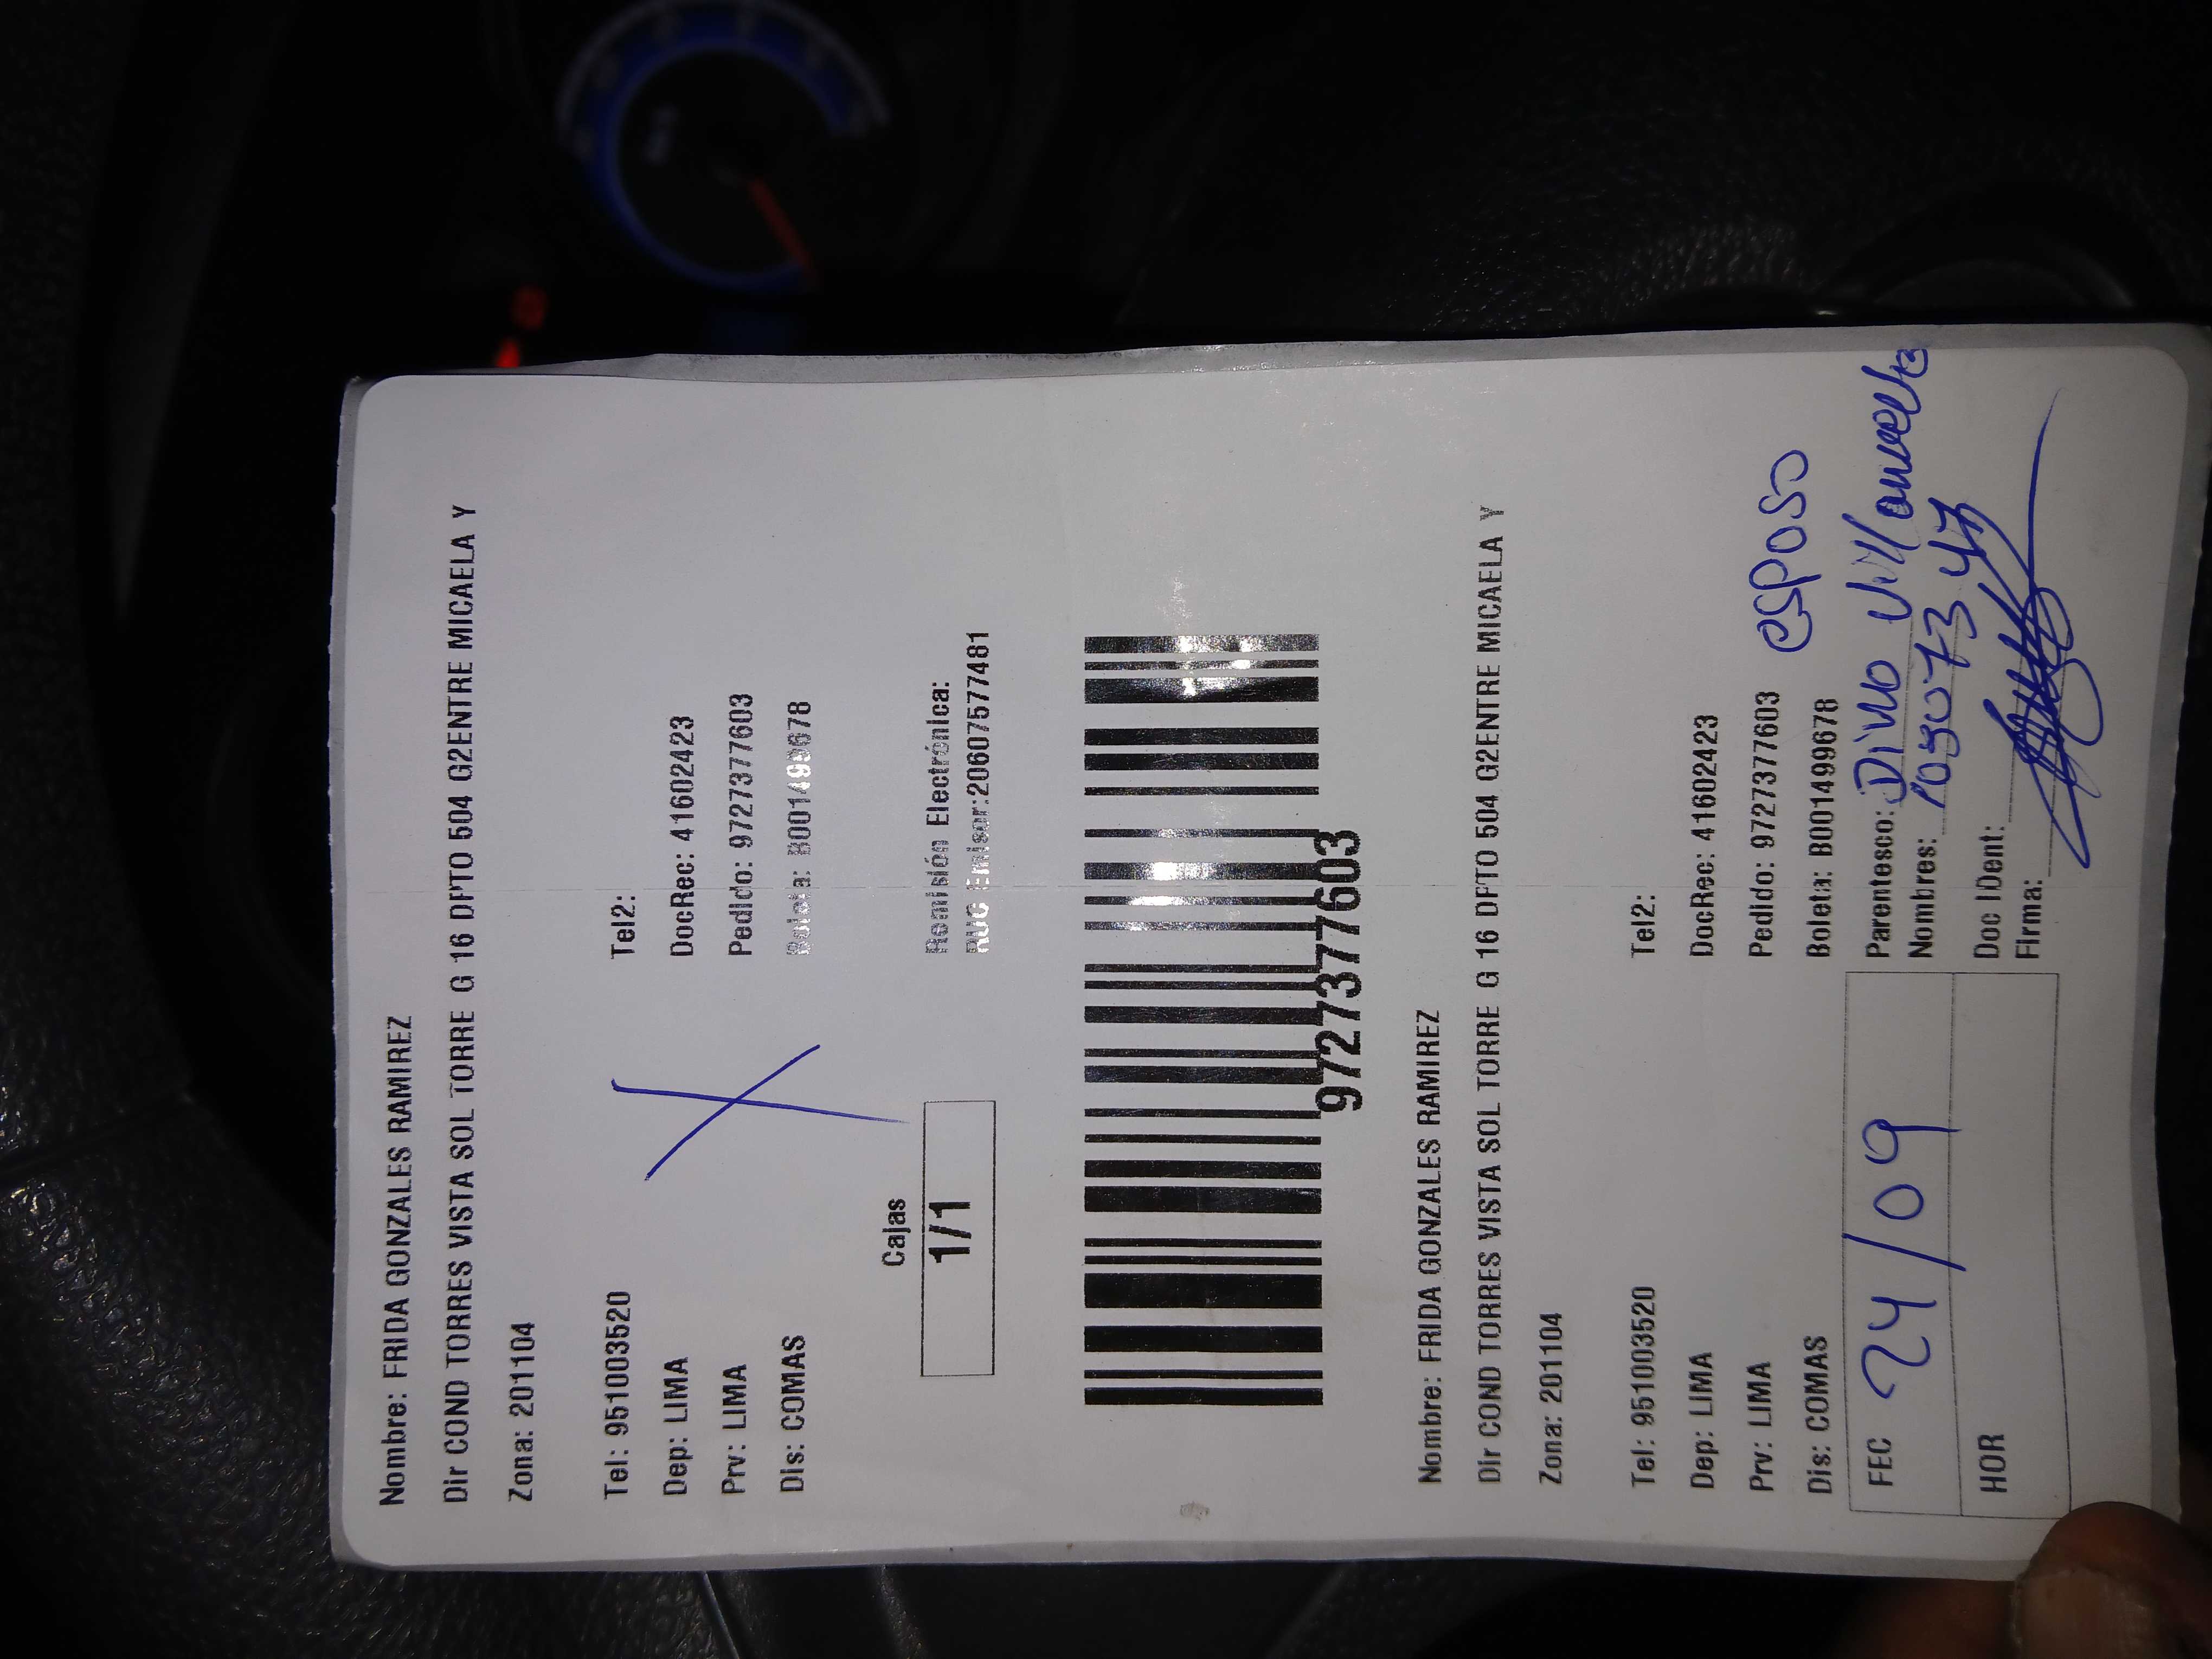 Nombre: FRIDA GONZALES RAMIREZ
Dir COND TORRES VISTA SOL TORRE G 16 DPTO 504 G2ENTRE MICAELA Y
Zona: 201104
Tel: 951003520 Tel2:
Dep: LIMA DocRec: 41602423
Prv: LIMA Pedido: 9727377603
Dis: COMAS Boleta: B001499678
Cajas
1/1
Remisión Electrónica:
RUC Emisor:20607577481
9727377603
Nombre: FRIDA GONZALES RAMIREZ
Dir COND TORRES VISTA SOL TORRE G 16 DPTO 504 G2ENTRE MICAELA Y
Zona: 201104
Tel: 951003520 Tel2:
Dep: LIMA DocRec: 41602423
Prv: LIMA Pedido: 9727377603
Dis: COMAS Boleta: B001499678
esposo
FEC 24/09
Parentesco: Dino
Nombres:
HOR
Doc IDent:
Firma: